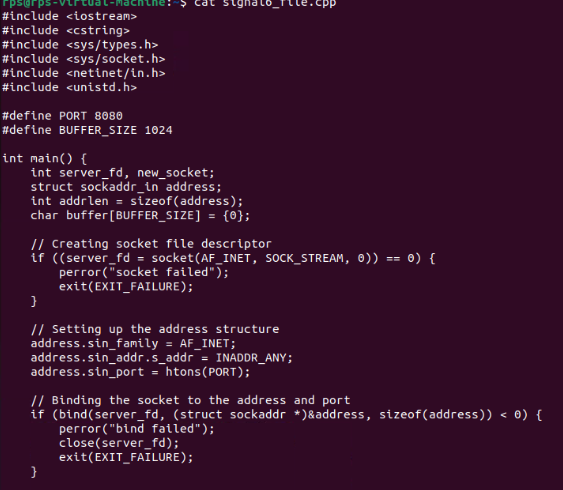 rps@rps-virtual-machine:~$ cat signal6_file.cpp
#include <iostream>
#include <cstring>
#include <sys/types.h>
#include <sys/socket.h>
#include <netinet/in.h>
#include <unistd.h>

#define PORT 8080
#define BUFFER_SIZE 1024

int main() {
    int server_fd, new_socket;
    struct sockaddr_in address;
    int addrlen = sizeof(address);
    char buffer[BUFFER_SIZE] = {0};

    // Creating socket file descriptor
    if ((server_fd = socket(AF_INET, SOCK_STREAM, 0)) == 0) {
        perror("socket failed");
        exit(EXIT_FAILURE);
    }

    // Setting up the address structure
    address.sin_family = AF_INET;
    address.sin_addr.s_addr = INADDR_ANY;
    address.sin_port = htons(PORT);

    // Binding the socket to the address and port
    if (bind(server_fd, (struct sockaddr *)&address, sizeof(address)) < 0) {
        perror("bind failed");
        close(server_fd);
        exit(EXIT_FAILURE);
    }